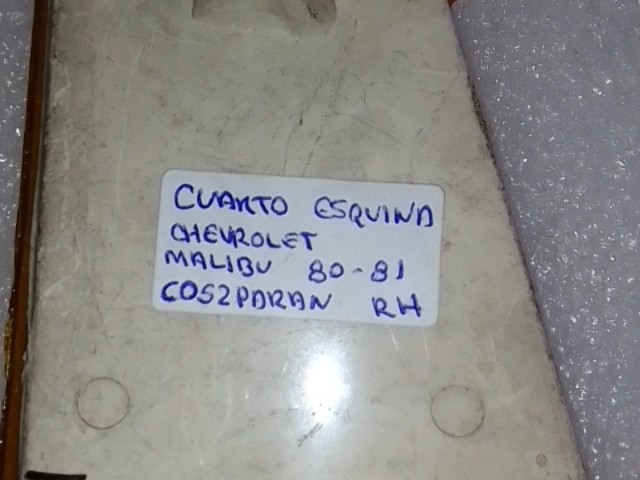 CUARTO ESQUINA
CHEVROLET
MALIBU 80-81
COS2PARAN RH